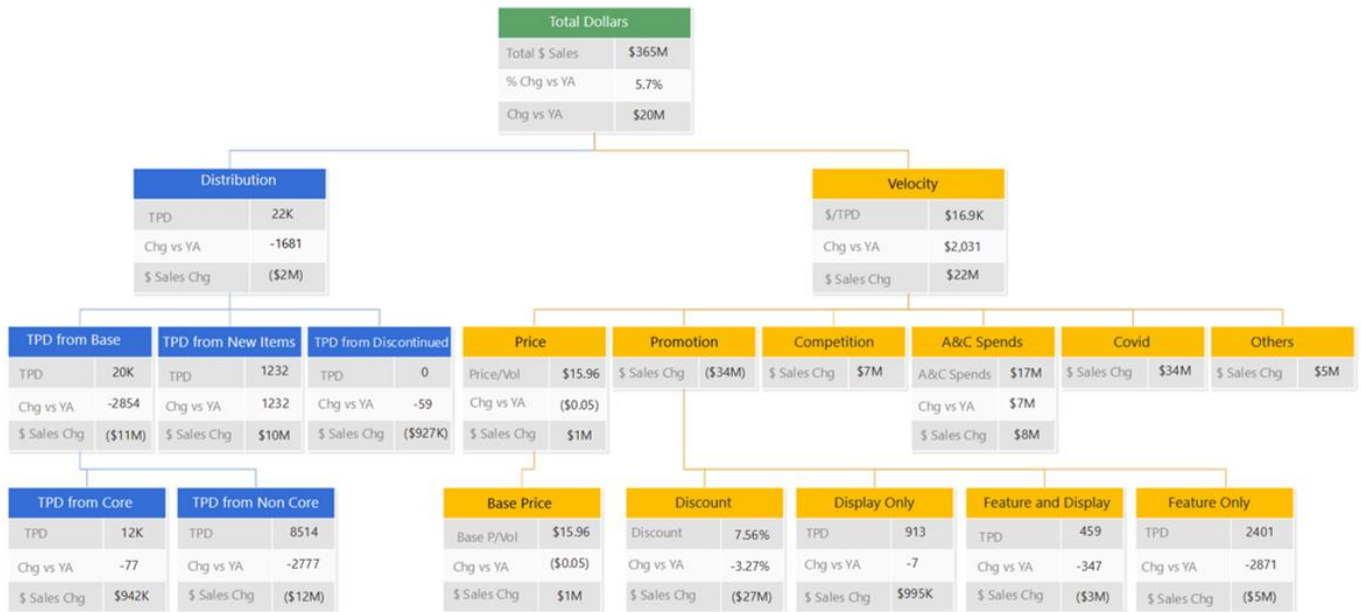 Total Dollars
Total $ Sales $365M
% Chg vs YA 5.7%
Chg vs YA $20M
Distribution
TPD 22K
Chg vs YA -1681
$ Sales Chg ($2M)
Velocity
$/TPD $16.9K
Chg vs YA $2,031
$ Sales Chg $22M
TPD from Base
TPD 20K
Chg vs YA -2854
$ Sales Chg ($11M)
TPD from New Items
TPD 1232
Chg vs YA 1232
$ Sales Chg $10M
TPD from Discontinued
TPD 0
Chg vs YA -59
$ Sales Chg ($927K)
Price
Price/Vol $15.96
Chg vs YA ($0.05)
$ Sales Chg $1M
Promotion
$ Sales Chg ($34M)
Competition
$ Sales Chg $7M
A&C Spends
A&C Spends $17M
Chg vs YA $7M
$ Sales Chg $8M
Covid
$ Sales Chg $34M
Others
$ Sales Chg $5M
TPD from Core
TPD 12K
Chg vs YA -77
$ Sales Chg $942K
TPD from Non Core
TPD 8514
Chg vs YA -2777
$ Sales Chg ($12M)
Base Price
Base P/Vol $15.96
Chg vs YA ($0.05)
$ Sales Chg $1M
Discount
Discount 7.56%
Chg vs YA -3.27%
$ Sales Chg ($27M)
Display Only
TPD 913
Chg vs YA -7
$ Sales Chg $995K
Feature and Display
TPD 459
Chg vs YA -347
$ Sales Chg ($3M)
Feature Only
TPD 2401
Chg vs YA -2871
$ Sales Chg ($5M)